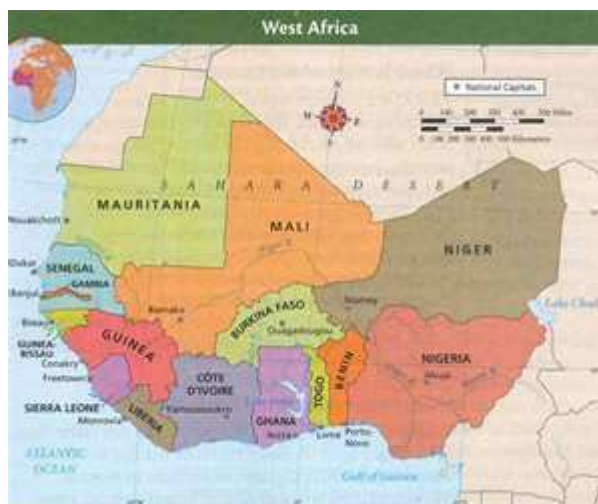 West Africa
N
National Capitals
SAHARA DESERT
MAURITANIA
MALI
NIGER
Nouakchott
Dakar
SENEGAL
GAMBIA
Banjul
Bissau
GUINEA-
BISSAU
Bamako
BURKINA FASO
Ouagadougou
Niamey
Lake Chad
GUINEA
Conakry
Freetown
SIERRA LEONE
Monrovia
LIBERIA
CÔTE
D'IVOIRE
Yamoussoukro
GHANA
Accra
TOGO
Lome
BENIN
Porto-
Novo
NIGERIA
Abuja
ATLANTIC
OCEAN
Gulf of Guinea